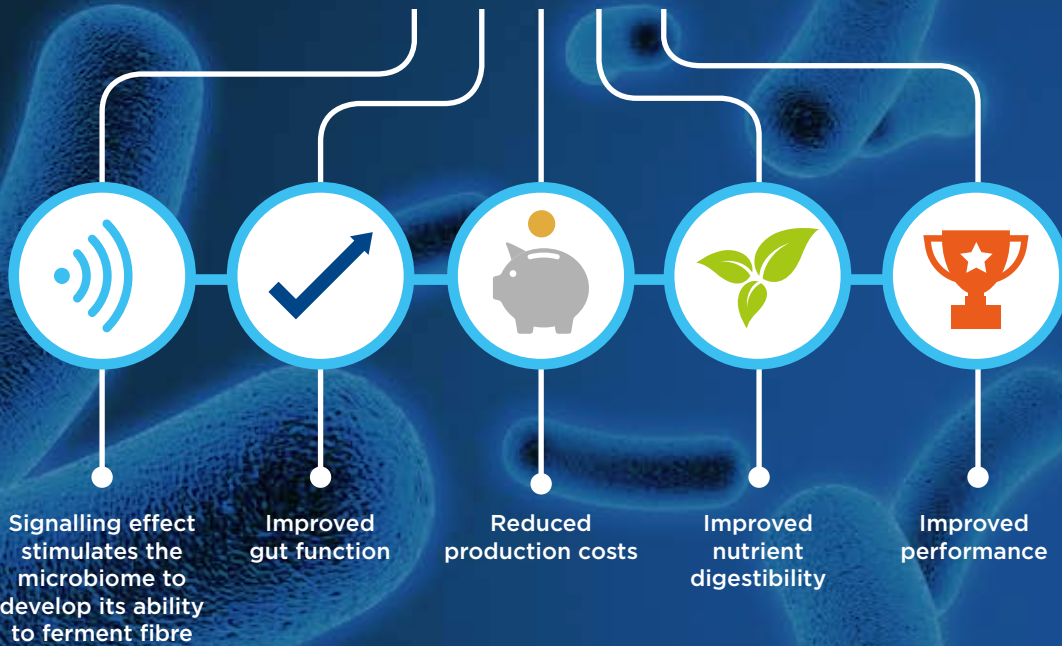 Signalling effect
stimulates the
microbiome to
develop its ability
to ferment fibre
Improved
gut function
Reduced
production costs
Improved
nutrient
digestibility
Improved
performance